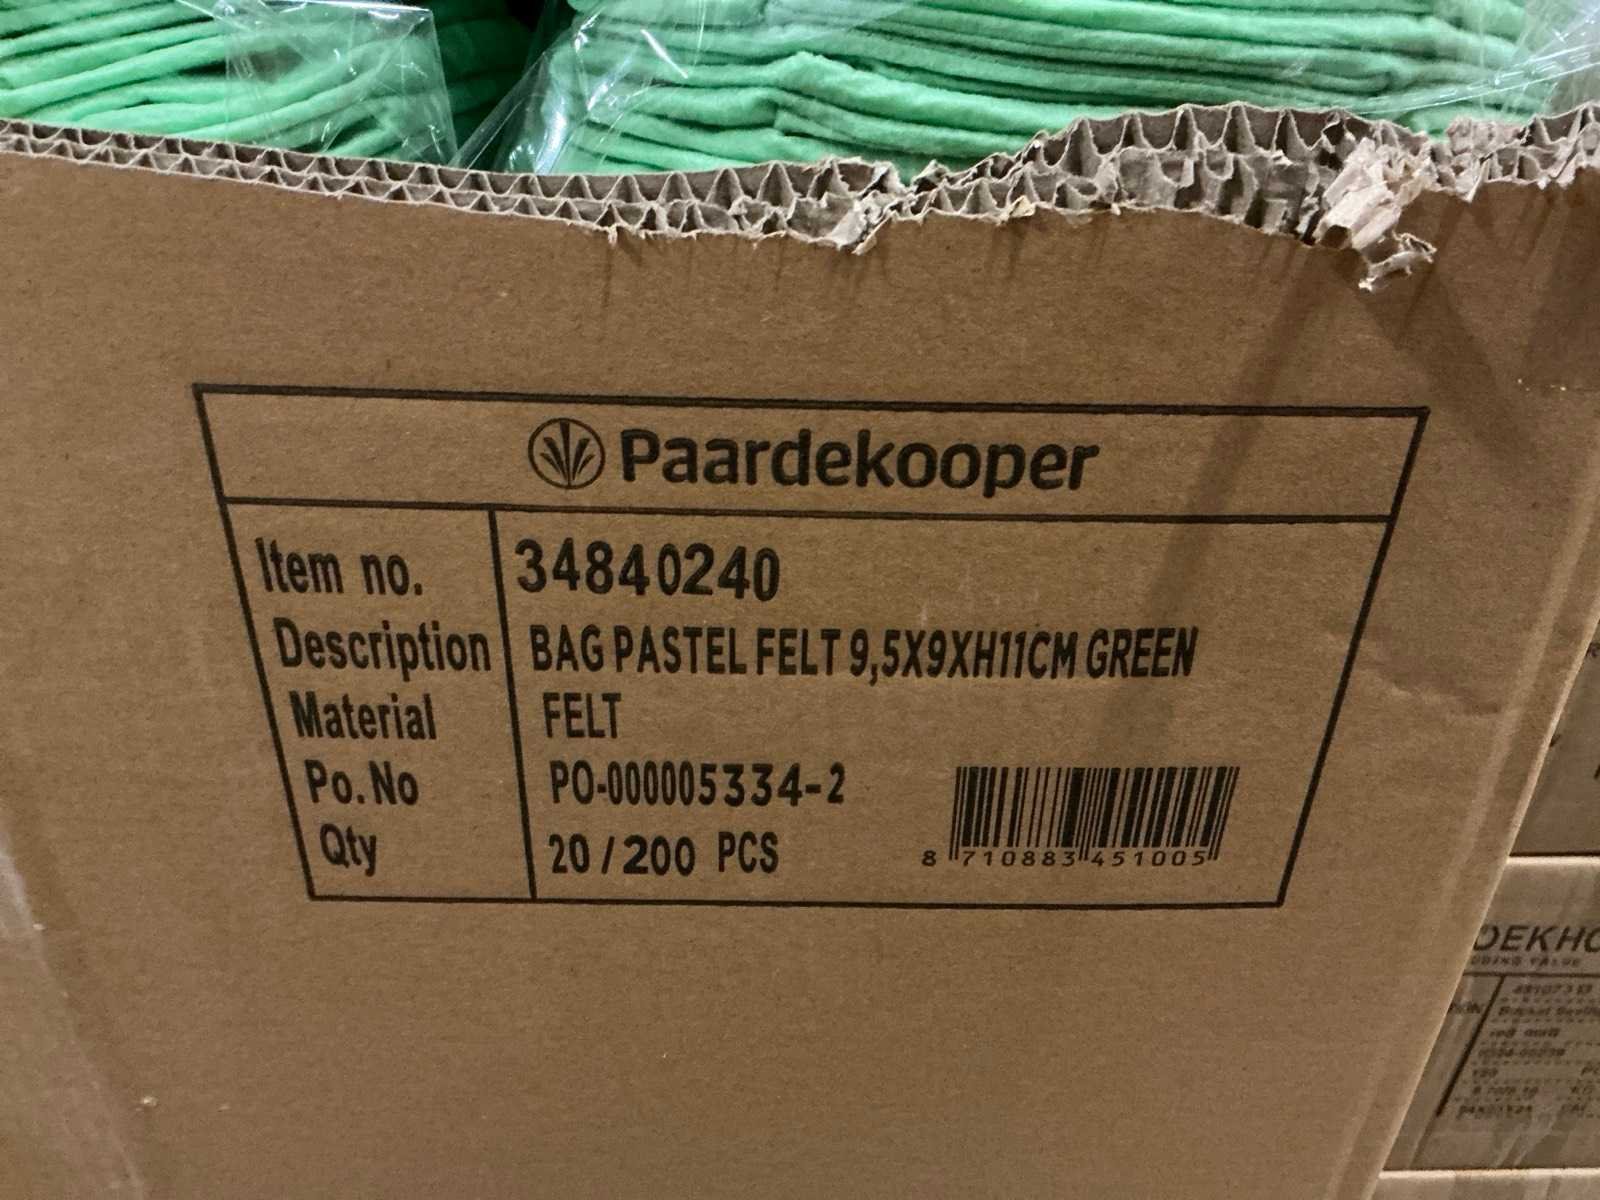 Paardekooper
Item no. 34840240
Description BAG PASTEL FELT 9,5X9XH11CM GREEN
Material FELT
Po.No PO-000005334-2
Qty 20/200 PCS
8 710883 451005
OEKHO